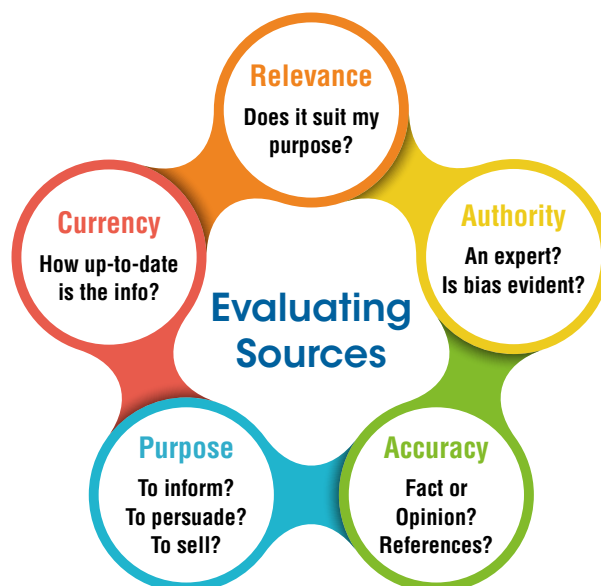 Relevance
Does it suit my
purpose?
Authority
An expert?
Is bias evident?
Accuracy
Fact or
Opinion?
References?
Purpose
To inform?
To persuade?
To sell?
Currency
How up-to-date
is the info?
Evaluating
Sources